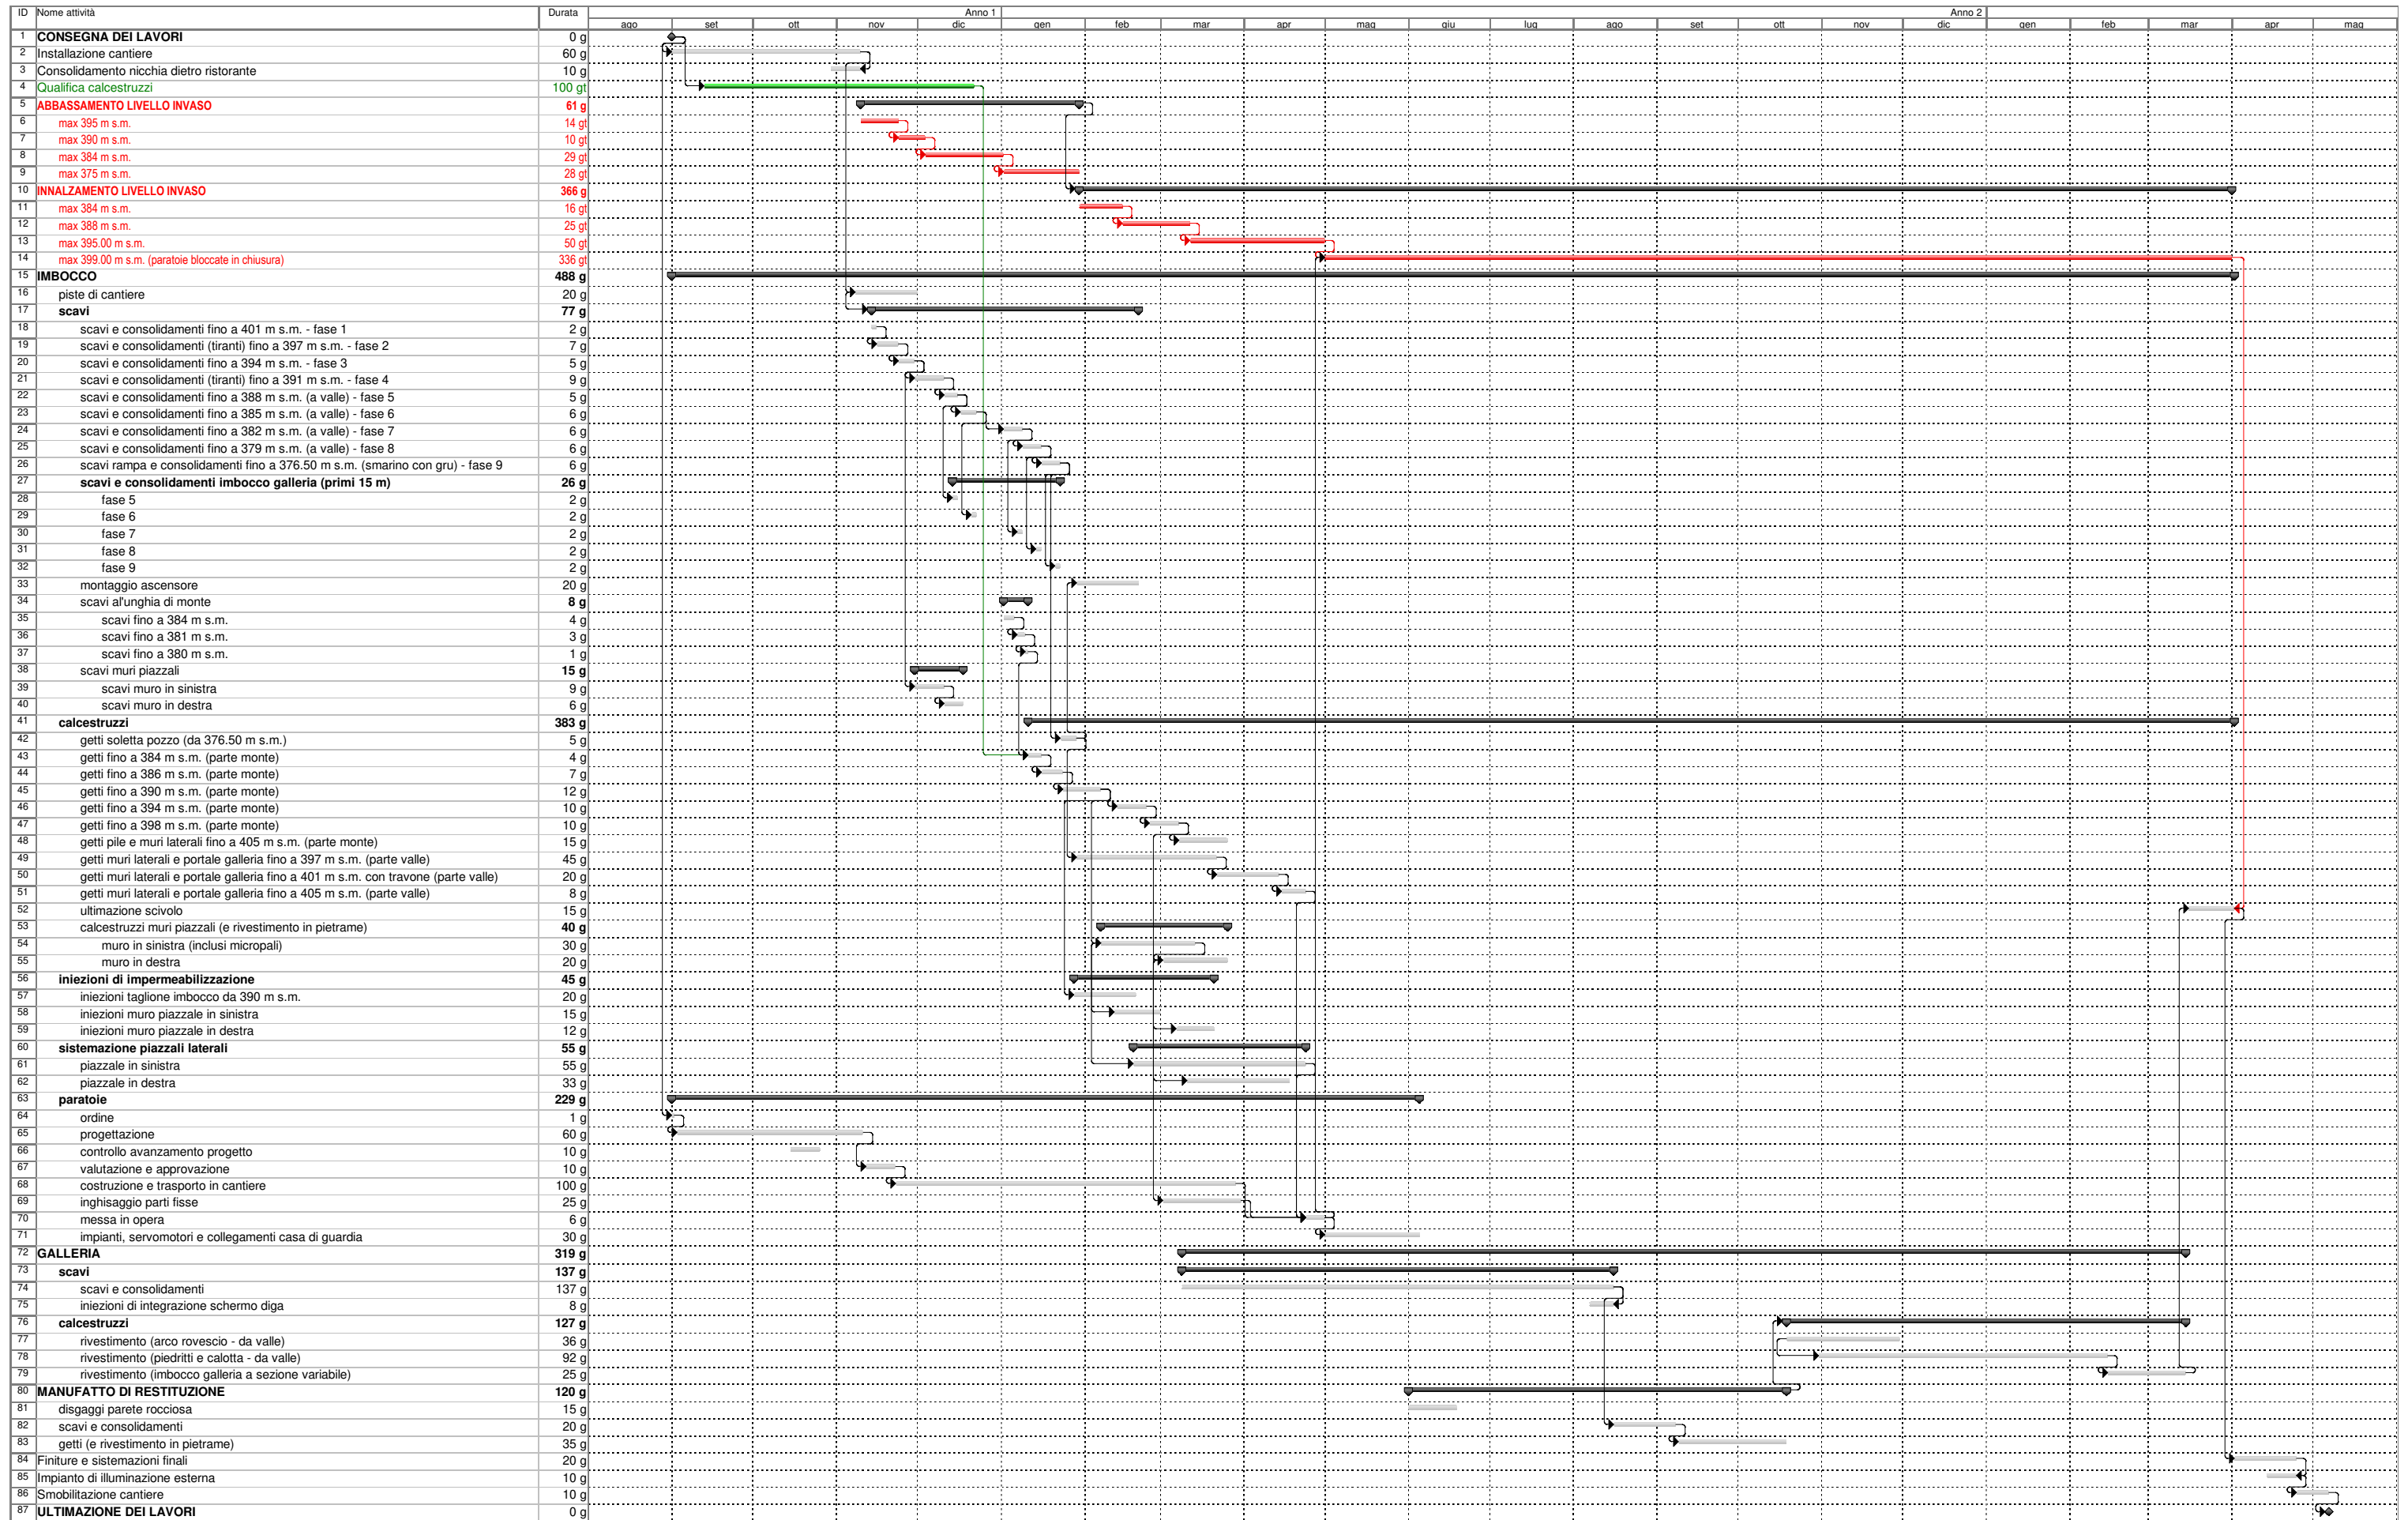 ID Nome attività Durata Anno 1 Anno 2
ago set ott nov dic gen feb mar apr mag giu lug ago set ott nov dic gen feb mar apr mag
1 CONSEGNA DEI LAVORI 0 g
2 Installazione cantiere 60 g
3 Consolidamento nicchia dietro ristorante 10 g
4 Qualifica calcestruzzi 100 gt
5 ABBASSAMENTO LIVELLO INVASO 61 g
6 max 395 m s.m. 14 gt
7 max 390 m s.m. 10 gt
8 max 384 m s.m. 29 gt
9 max 375 m s.m. 28 gt
10 INNALZAMENTO LIVELLO INVASO 366 g
11 max 384 m s.m. 16 gt
12 max 388 m s.m. 25 gt
13 max 395.00 m s.m. 50 gt
14 max 399.00 m s.m. (paratoie bloccate in chiusura) 336 gt
15 IMBOCCO 488 g
16 piste di cantiere 20 g
17 scavi 77 g
18 scavi e consolidamenti fino a 401 m s.m. - fase 1 2 g
19 scavi e consolidamenti (tiranti) fino a 397 m s.m. - fase 2 7 g
20 scavi e consolidamenti fino a 394 m s.m. - fase 3 5 g
21 scavi e consolidamenti (tiranti) fino a 391 m s.m. - fase 4 9 g
22 scavi e consolidamenti fino a 388 m s.m. (a valle) - fase 5 5 g
23 scavi e consolidamenti fino a 385 m s.m. (a valle) - fase 6 6 g
24 scavi e consolidamenti fino a 382 m s.m. (a valle) - fase 7 6 g
25 scavi e consolidamenti fino a 379 m s.m. (a valle) - fase 8 6 g
26 scavi rampa e consolidamenti fino a 376.50 m s.m. (smarino con gru) - fase 9 6 g
27 scavi e consolidamenti imbocco galleria (primi 15 m) 26 g
28 fase 5 2 g
29 fase 6 2 g
30 fase 7 2 g
31 fase 8 2 g
32 fase 9 2 g
33 montaggio ascensore 20 g
34 scavi al'unghia di monte 8 g
35 scavi fino a 384 m s.m. 4 g
36 scavi fino a 381 m s.m. 3 g
37 scavi fino a 380 m s.m. 1 g
38 scavi muri piazzali 15 g
39 scavi muro in sinistra 9 g
40 scavi muro in destra 6 g
41 calcestruzzi 383 g
42 getti soletta pozzo (da 376.50 m s.m.) 5 g
43 getti fino a 384 m s.m. (parte monte) 4 g
44 getti fino a 386 m s.m. (parte monte) 7 g
45 getti fino a 390 m s.m. (parte monte) 12 g
46 getti fino a 394 m s.m. (parte monte) 10 g
47 getti fino a 398 m s.m. (parte monte) 10 g
48 getti pile e muri laterali fino a 405 m s.m. (parte monte) 15 g
49 getti muri laterali e portale galleria fino a 397 m s.m. (parte valle) 45 g
50 getti muri laterali e portale galleria fino a 401 m s.m. con travone (parte valle) 20 g
51 getti muri laterali e portale galleria fino a 405 m s.m. (parte valle) 8 g
52 ultimazione scivolo 15 g
53 calcestruzzi muri piazzali (e rivestimento in pietrame) 40 g
54 muro in sinistra (inclusi micropali) 30 g
55 muro in destra 20 g
56 iniezioni di impermeabilizzazione 45 g
57 iniezioni taglione imbocco da 390 m s.m. 20 g
58 iniezioni muro piazzale in sinistra 15 g
59 iniezioni muro piazzale in destra 12 g
60 sistemazione piazzali laterali 55 g
61 piazzale in sinistra 55 g
62 piazzale in destra 33 g
63 paratoie 229 g
64 ordine 1 g
65 progettazione 60 g
66 controllo avanzamento progetto 10 g
67 valutazione e approvazione 10 g
68 costruzione e trasporto in cantiere 100 g
69 inghisaggio parti fisse 25 g
70 messa in opera 6 g
71 impianti, servomotori e collegamenti casa di guardia 30 g
72 GALLERIA 319 g
73 scavi 137 g
74 scavi e consolidamenti 137 g
75 iniezioni di integrazione schermo diga 8 g
76 calcestruzzi 127 g
77 rivestimento (arco rovescio - da valle) 36 g
78 rivestimento (piedritti e calotta - da valle) 92 g
79 rivestimento (imbocco galleria a sezione variabile) 25 g
80 MANUFATTO DI RESTITUZIONE 120 g
81 disgaggi parete rocciosa 15 g
82 scavi e consolidamenti 20 g
83 getti (e rivestimento in pietrame) 35 g
84 Finiture e sistemazioni finali 20 g
85 Impianto di illuminazione esterna 10 g
86 Smobilitazione cantiere 10 g
87 ULTIMAZIONE DEI LAVORI 0 g